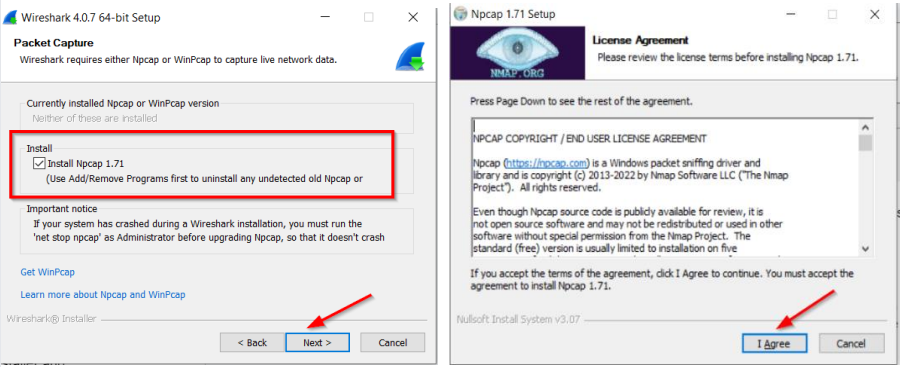 Wireshark 4.0.7 64-bit Setup
Packet Capture
Wireshark requires either Npcap or WinPcap to capture live network data.
Currently installed Npcap or WinPcap version
Neither of these are installed
Install
Install Npcap 1.71
(Use Add/Remove Programs first to uninstall any undetected old Npcap or
Important notice
If your system has crashed during a Wireshark installation, you must run the
'net stop npcap' as Administrator before upgrading Npcap, so that it doesn't crash
Get WinPcap
Learn more about Npcap and WinPcap
Wireshark® Installer
< Back
Next >
Cancel
Npcap 1.71 Setup
NMAP.ORG
License Agreement
Please review the license terms before installing Npcap 1.71.
Press Page Down to see the rest of the agreement.
NPCAP COPYRIGHT / END USER LICENSE AGREEMENT
Npcap (https://npcap.com) is a Windows packet sniffing driver and
library and is copyright (c) 2013-2022 by Nmap Software LLC ("The Nmap
Project"). All rights reserved.
Even though Npcap source code is publicly available for review, it is
not open source software and may not be redistributed or used in other
software without special permission from the Nmap Project. The
standard (free) version is usually limited to installation on five
If you accept the terms of the agreement, click I Agree to continue. You must accept the
agreement to install Npcap 1.71.
Nullsoft Install System v3.07
I Agree
Cancel